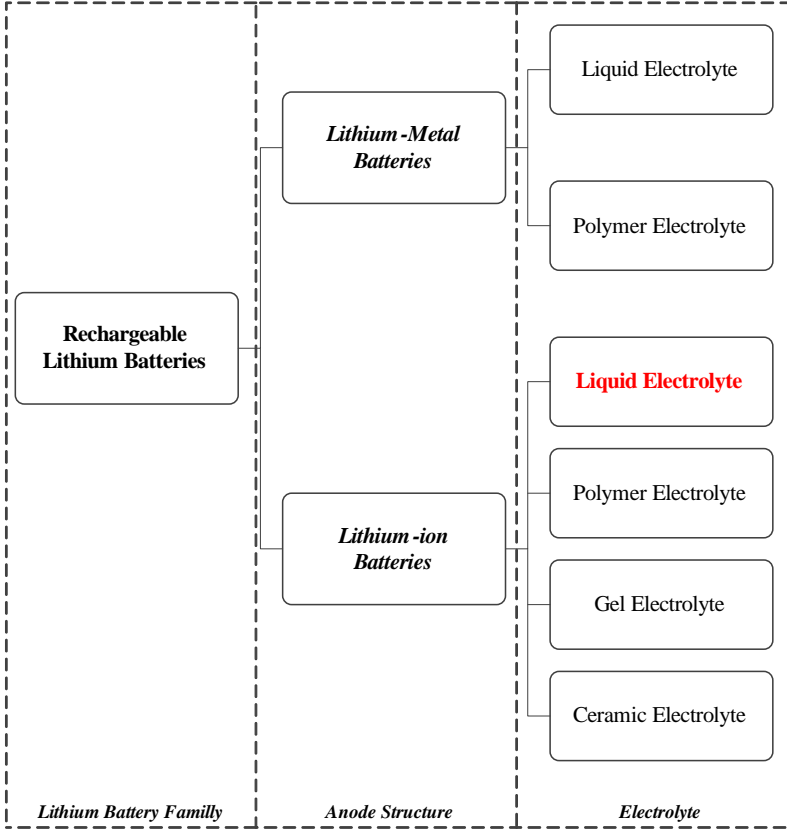 Rechargeable
Lithium Batteries
Lithium-Metal
Batteries
Lithium-ion
Batteries
Liquid Electrolyte
Polymer Electrolyte
Liquid Electrolyte
Polymer Electrolyte
Gel Electrolyte
Ceramic Electrolyte
Lithium Battery Familly
Anode Structure
Electrolyte